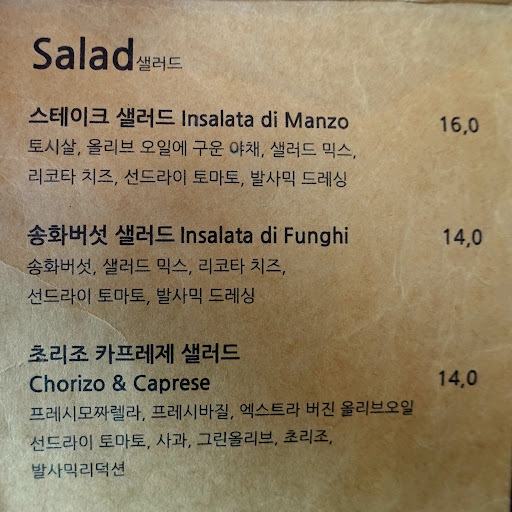 Salad샐러드
스테이크 샐러드 Insalata di Manzo 16,0
토시살, 올리브 오일에 구운 야채, 샐러드 믹스,
리코타 치즈, 선드라이 토마토, 발사믹 드레싱
송화버섯 샐러드 Insalata di Funghi 14,0
송화버섯, 샐러드 믹스, 리코타 치즈,
선드라이 토마토, 발사믹 드레싱
초리조 카프레제 샐러드
Chorizo & Caprese 14,0
프레시모짜렐라, 프레시바질, 엑스트라 버진 올리브오일
선드라이 토마토, 사과, 그린올리브, 초리조,
발사믹리덕션